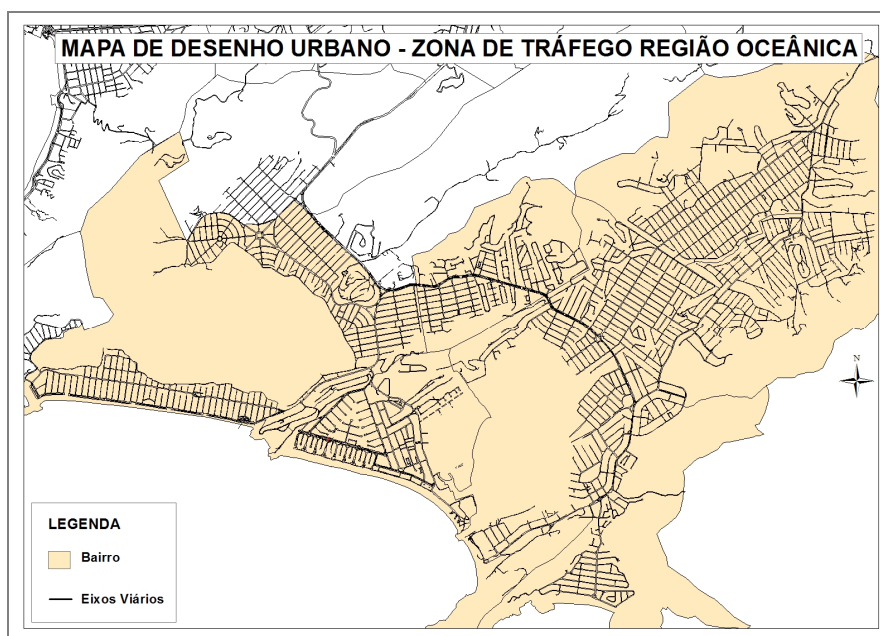 MAPA DE DESENHO URBANO - ZONA DE TRÁFEGO REGIÃO OCEÂNICA
N
LEGENDA
Bairro
Eixos Viários